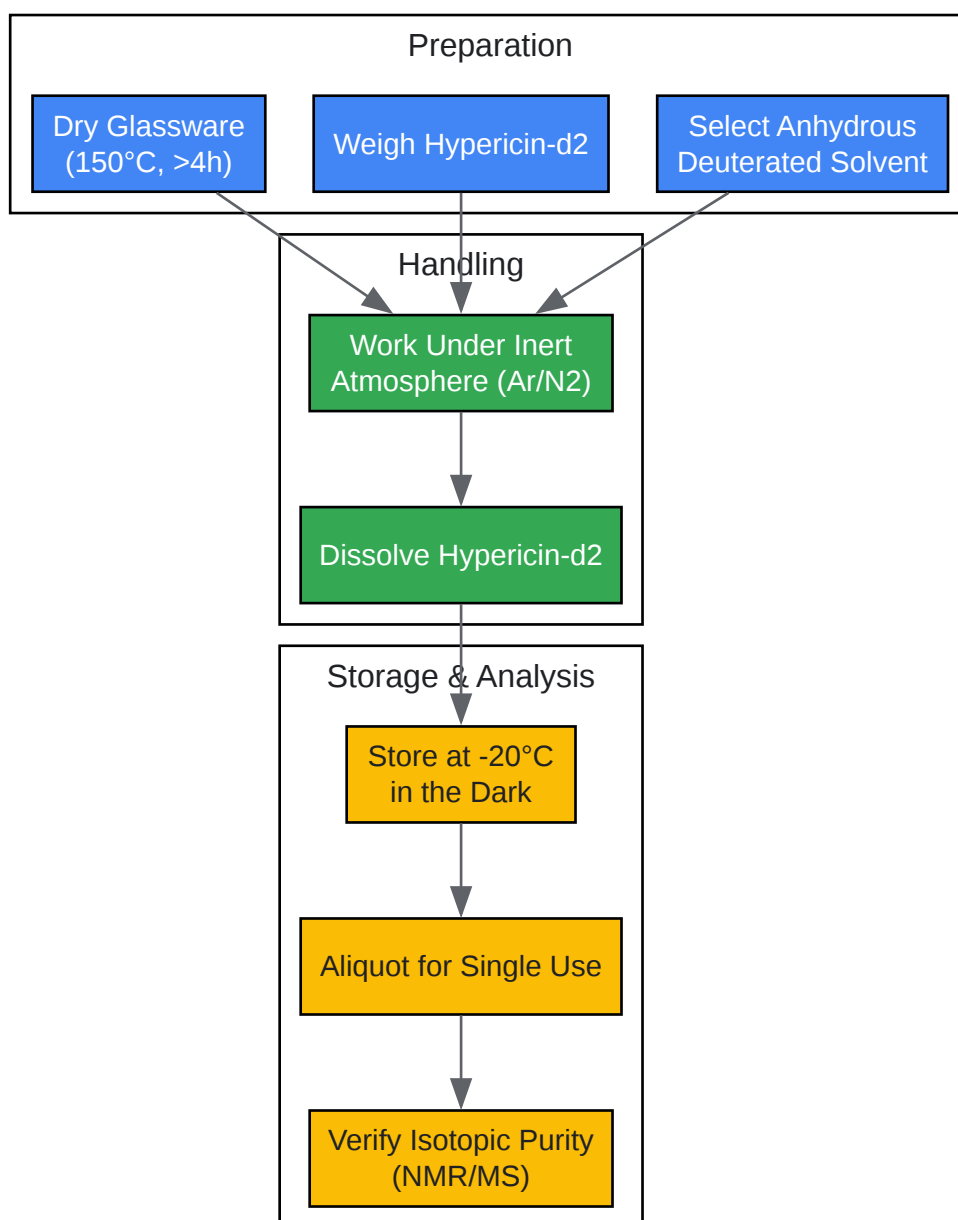 Preparation
Dry Glassware
(150°C, >4h)
Weigh Hypericin-d2
Select Anhydrous
Deuterated Solvent
Handling
Work Under Inert
Atmosphere (Ar/N2)
Dissolve Hypericin-d2
Storage & Analysis
Store at -20°C
in the Dark
Aliquot for Single Use
Verify Isotopic Purity
(NMR/MS)